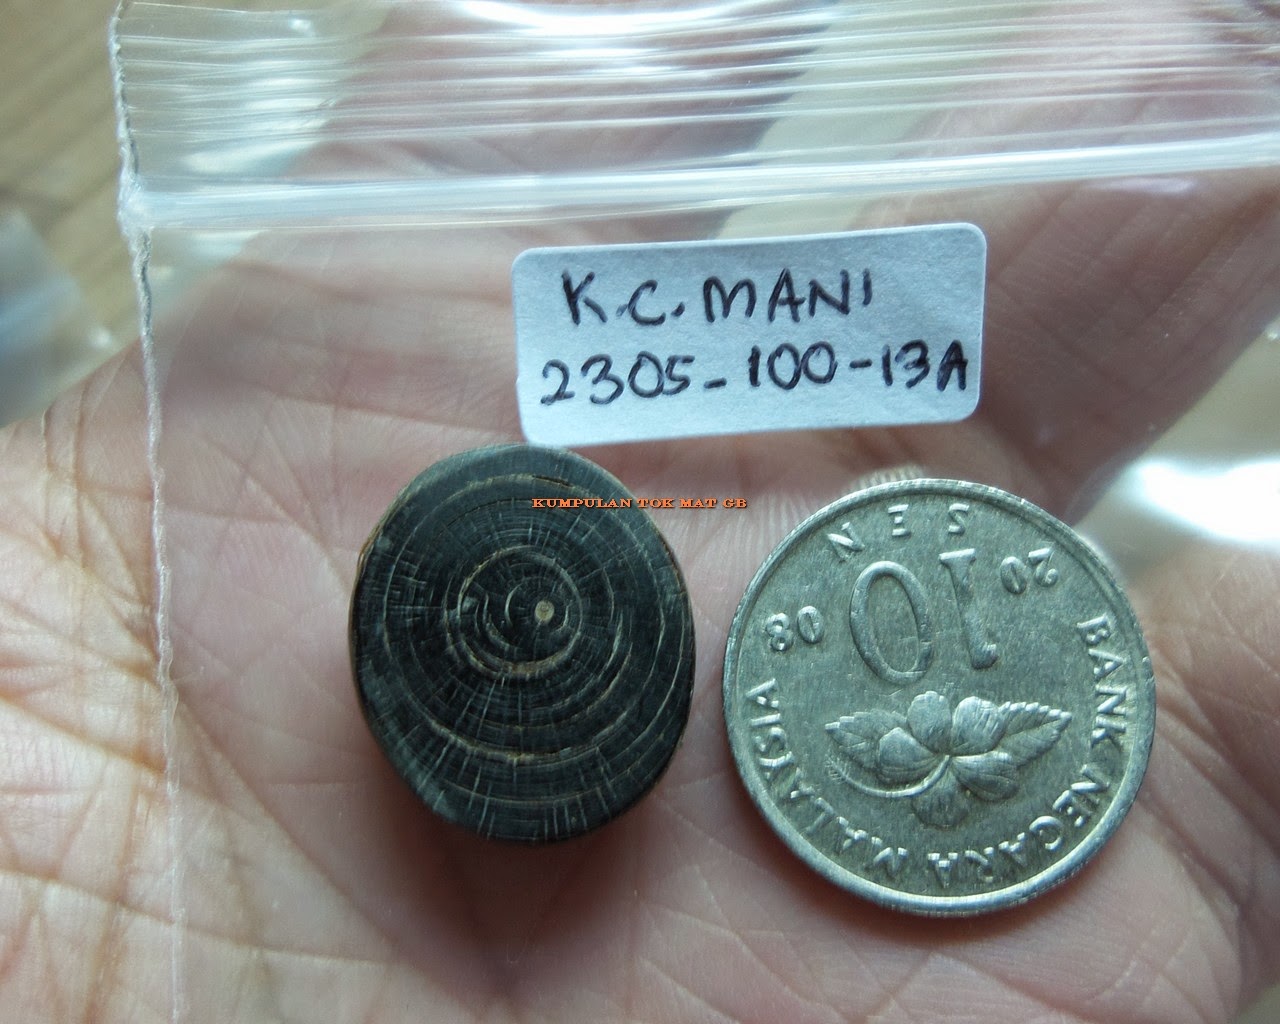 K.C. MANI
2305-100-13A
KUMPULAN TOK MAT GB
10 SEN
20 08
BANK NEGARA MALAYSIA